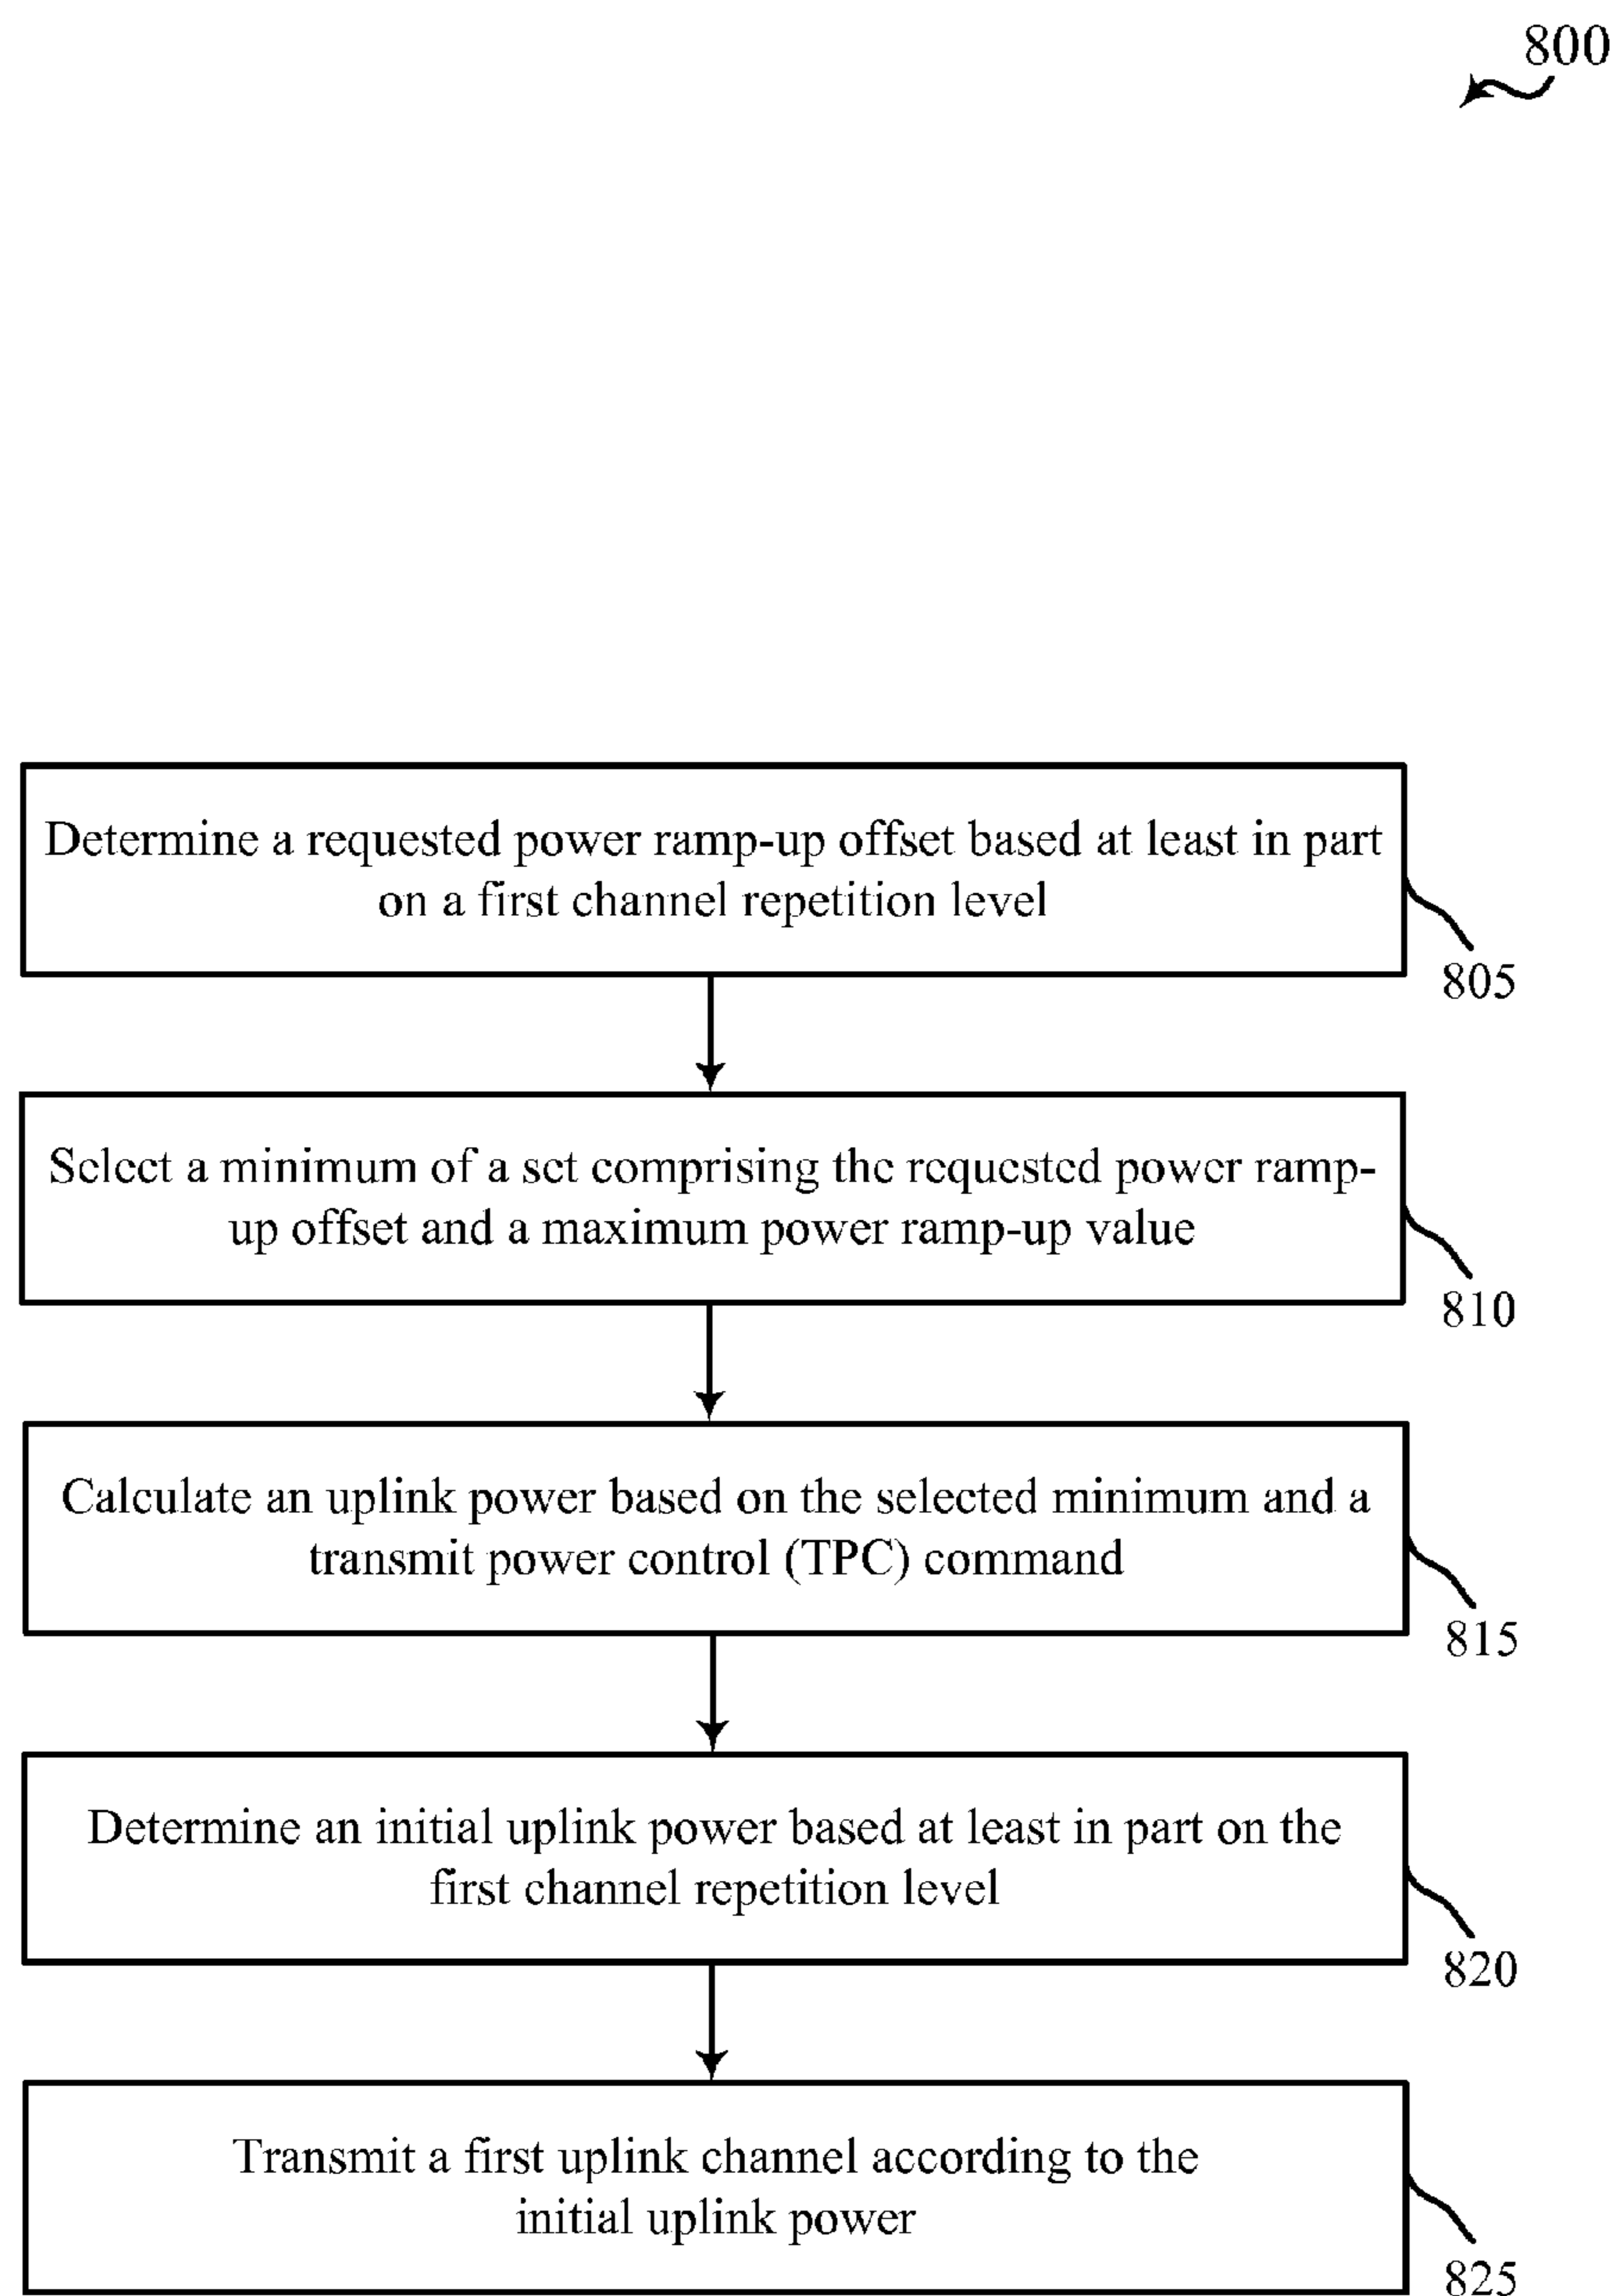 800
Determine a requested power ramp-up offset based at least in part
on a first channel repetition level
805
Select a minimum of a set comprising the requested power ramp-
up offset and a maximum power ramp-up value
810
Calculate an uplink power based on the selected minimum and a
transmit power control (TPC) command
815
Determine an initial uplink power based at least in part on the
first channel repetition level
820
Transmit a first uplink channel according to the
initial uplink power
825